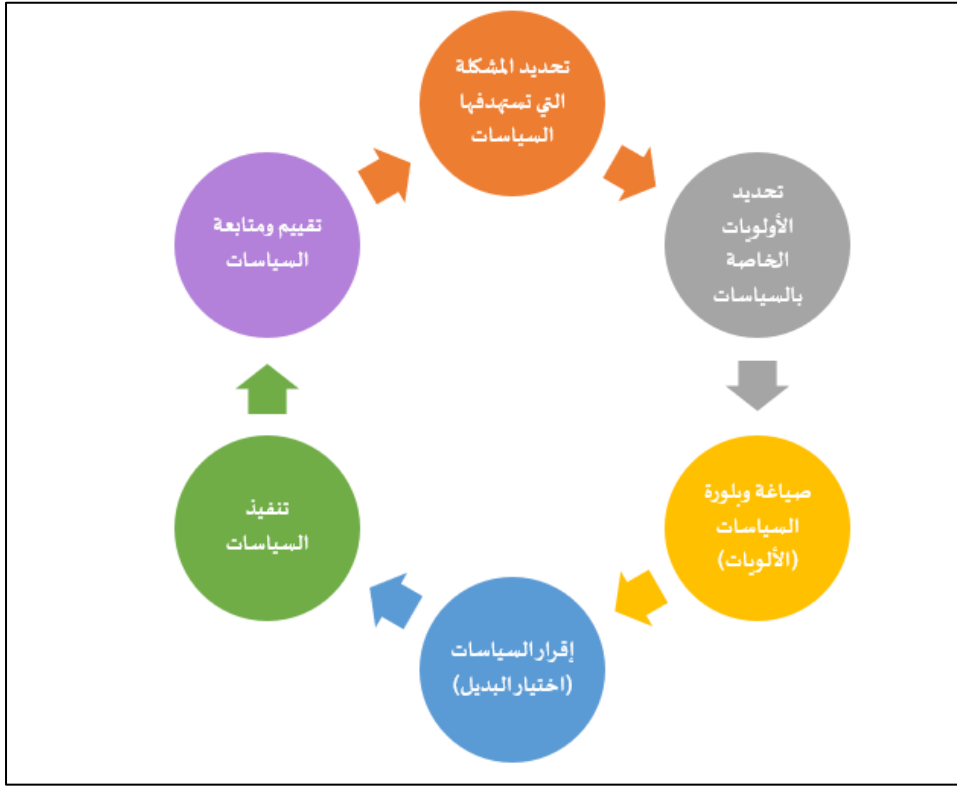 تحديد المشكلة
التي تستهدفها
السياسات
تحديد
الأولويات
الخاصة
بالسياسات
صياغة وبلورة
السياسات
(الألويات)
إقرار السياسات
(اختيار البديل)
تنفيذ
السياسات
تقييم ومتابعة
السياسات